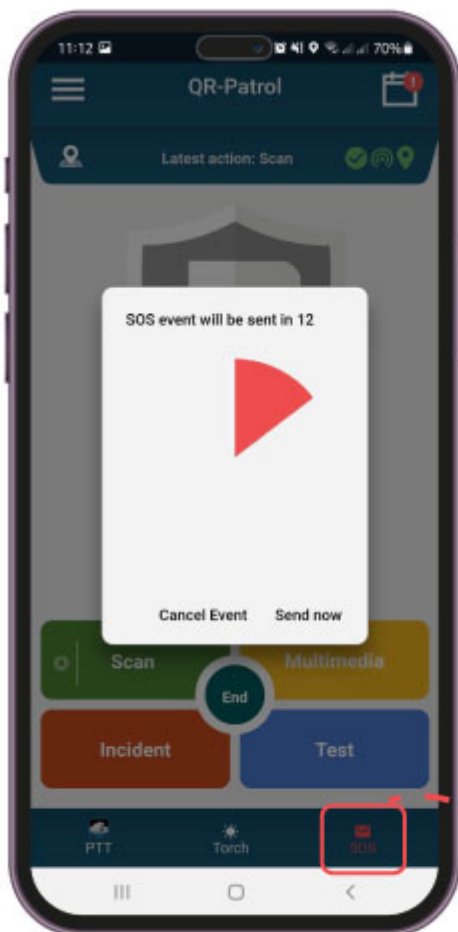 11:12 70%
QR-Patrol
!
Latest action: Scan
SOS event will be sent in 12
Cancel Event Send now
Scan Multimedia
End
Incident Test
PTT Torch SOS